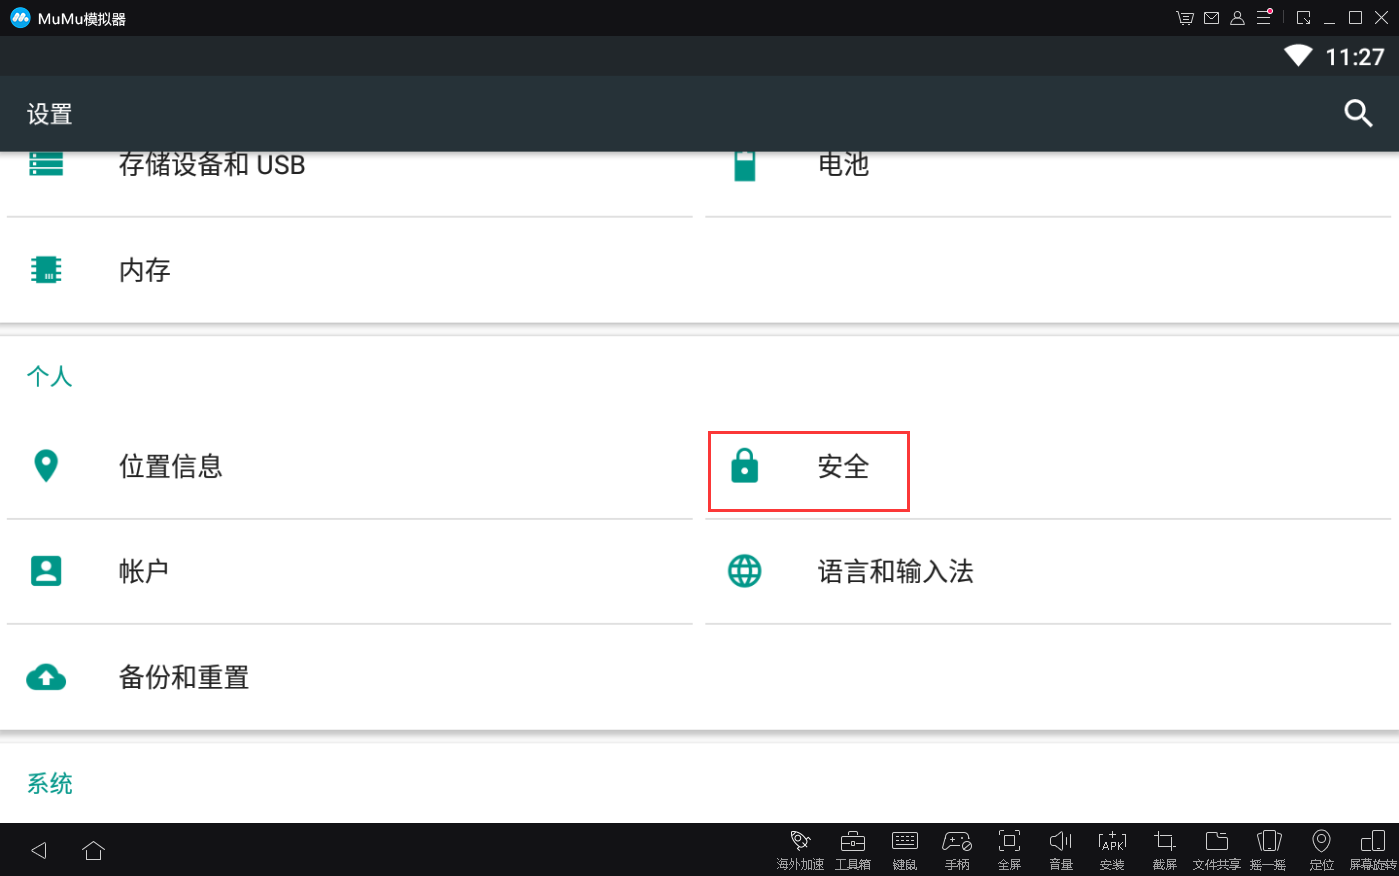 MuMu模拟器
11:27
设置
存储设备和 USB
电池
内存
个人
位置信息
安全
帐户
语言和输入法
备份和重置
系统
海外加速 工具箱 键鼠 手柄 全屏 音量 安装 截屏 文件共享 摇一摇 定位 屏幕旋转
APK